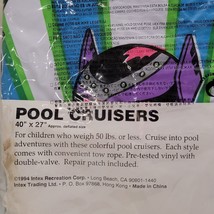 POOL CRUISERS
40" x 27" Approx. deflated size
For children who weigh 50 lbs. or less. Cruise into pool
adventures with these colorful pool cruisers. Each style
comes with convenient tow rope. Pre-tested vinyl with
double-valve. Repair patch included.
©1994 Intex Recreation Corp. • Long Beach, CA 90801-1440
Intex Trading Ltd. • P. O. Box Hong Kong • Made in China